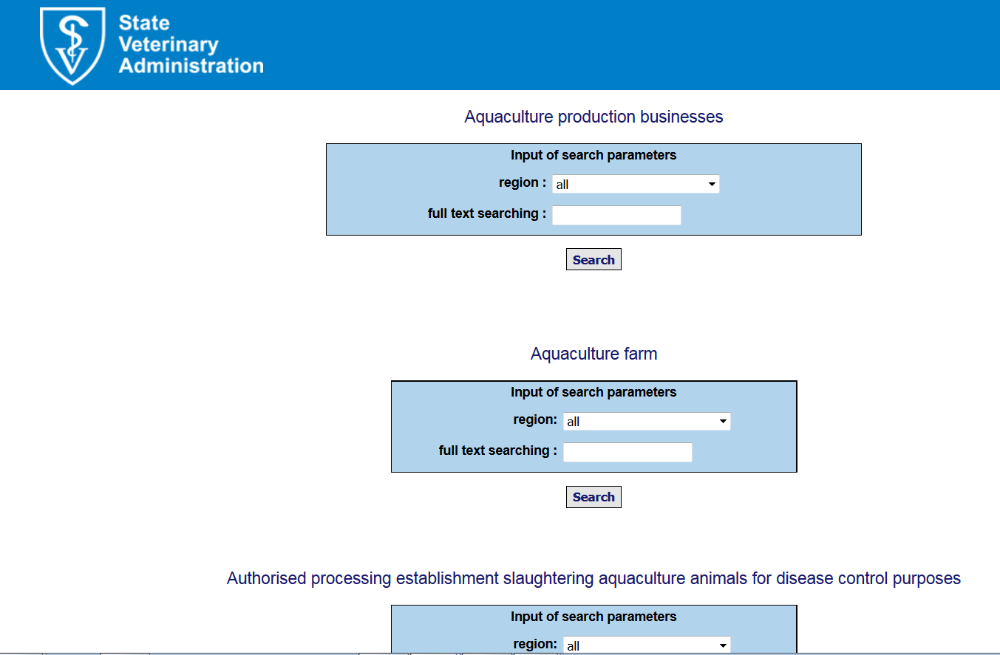 State
Veterinary
Administration
Aquaculture production businesses
Input of search parameters
region : all
full text searching :
Search
Aquaculture farm
Input of search parameters
region: all
full text searching :
Search
Authorised processing establishment slaughtering aquaculture animals for disease control purposes
Input of search parameters
region: all